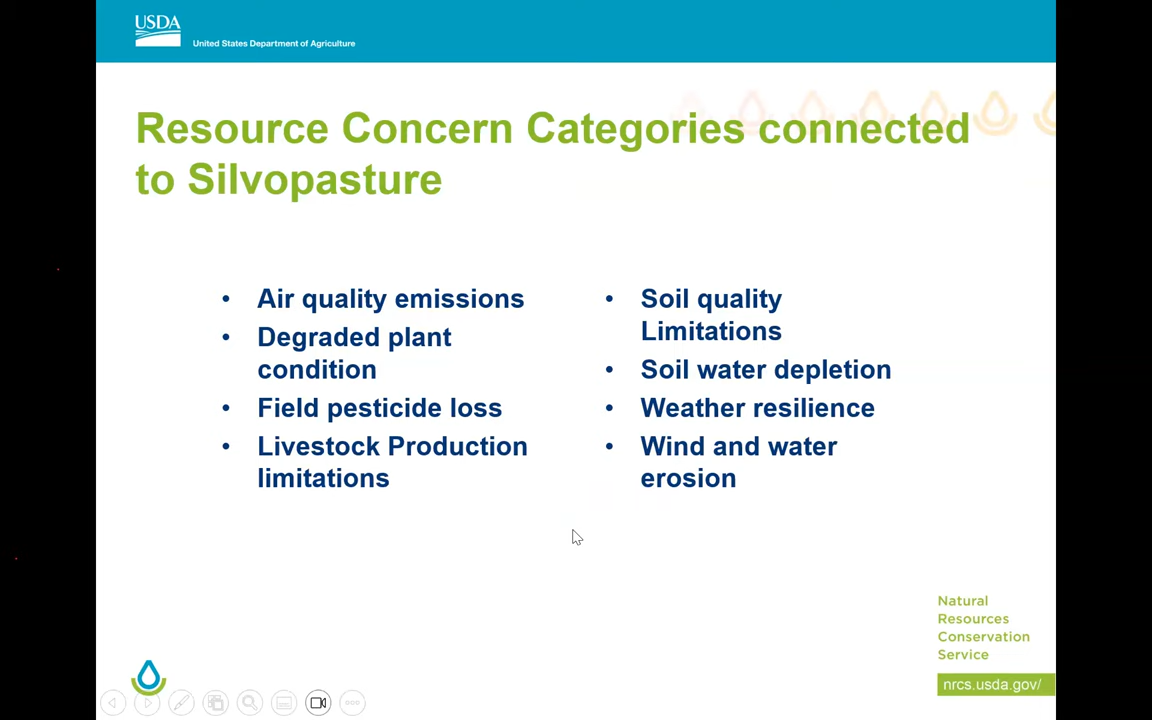 USDA
United States Department of Agriculture
Resource Concern Categories connected
to Silvopasture
• Air quality emissions
• Degraded plant
condition
• Field pesticide loss
• Livestock Production
limitations
• Soil quality
Limitations
• Soil water depletion
• Weather resilience
• Wind and water
erosion
Natural
Resources
Conservation
Service
nrcs.usda.gov/